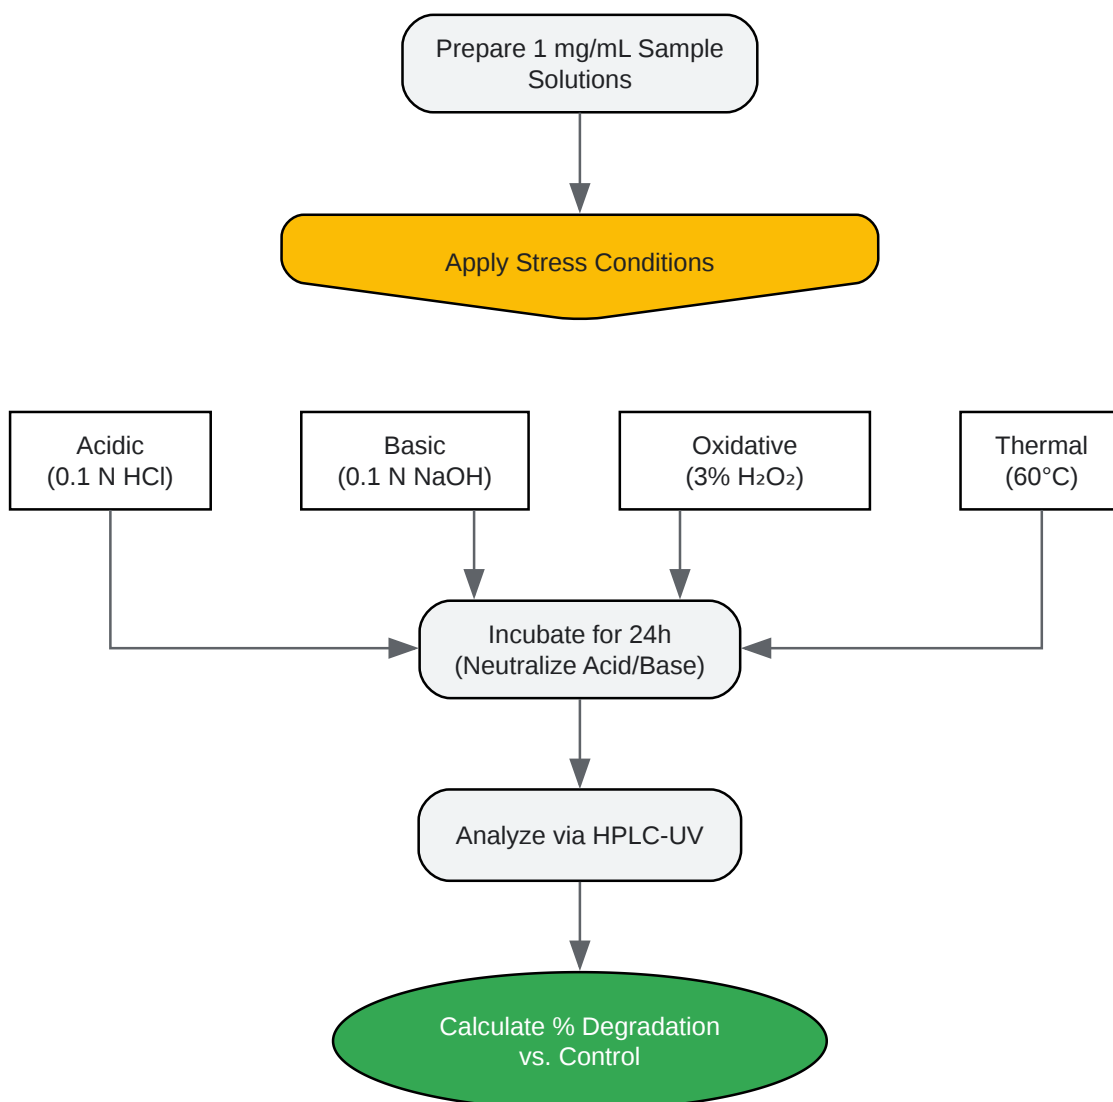 Prepare 1 mg/mL Sample
Solutions
Apply Stress Conditions
Acidic
(0.1 N HCl)
Basic
(0.1 N NaOH)
Oxidative
(3% H₂O₂)
Thermal
(60°C)
Incubate for 24h
(Neutralize Acid/Base)
Analyze via HPLC-UV
Calculate % Degradation
vs. Control